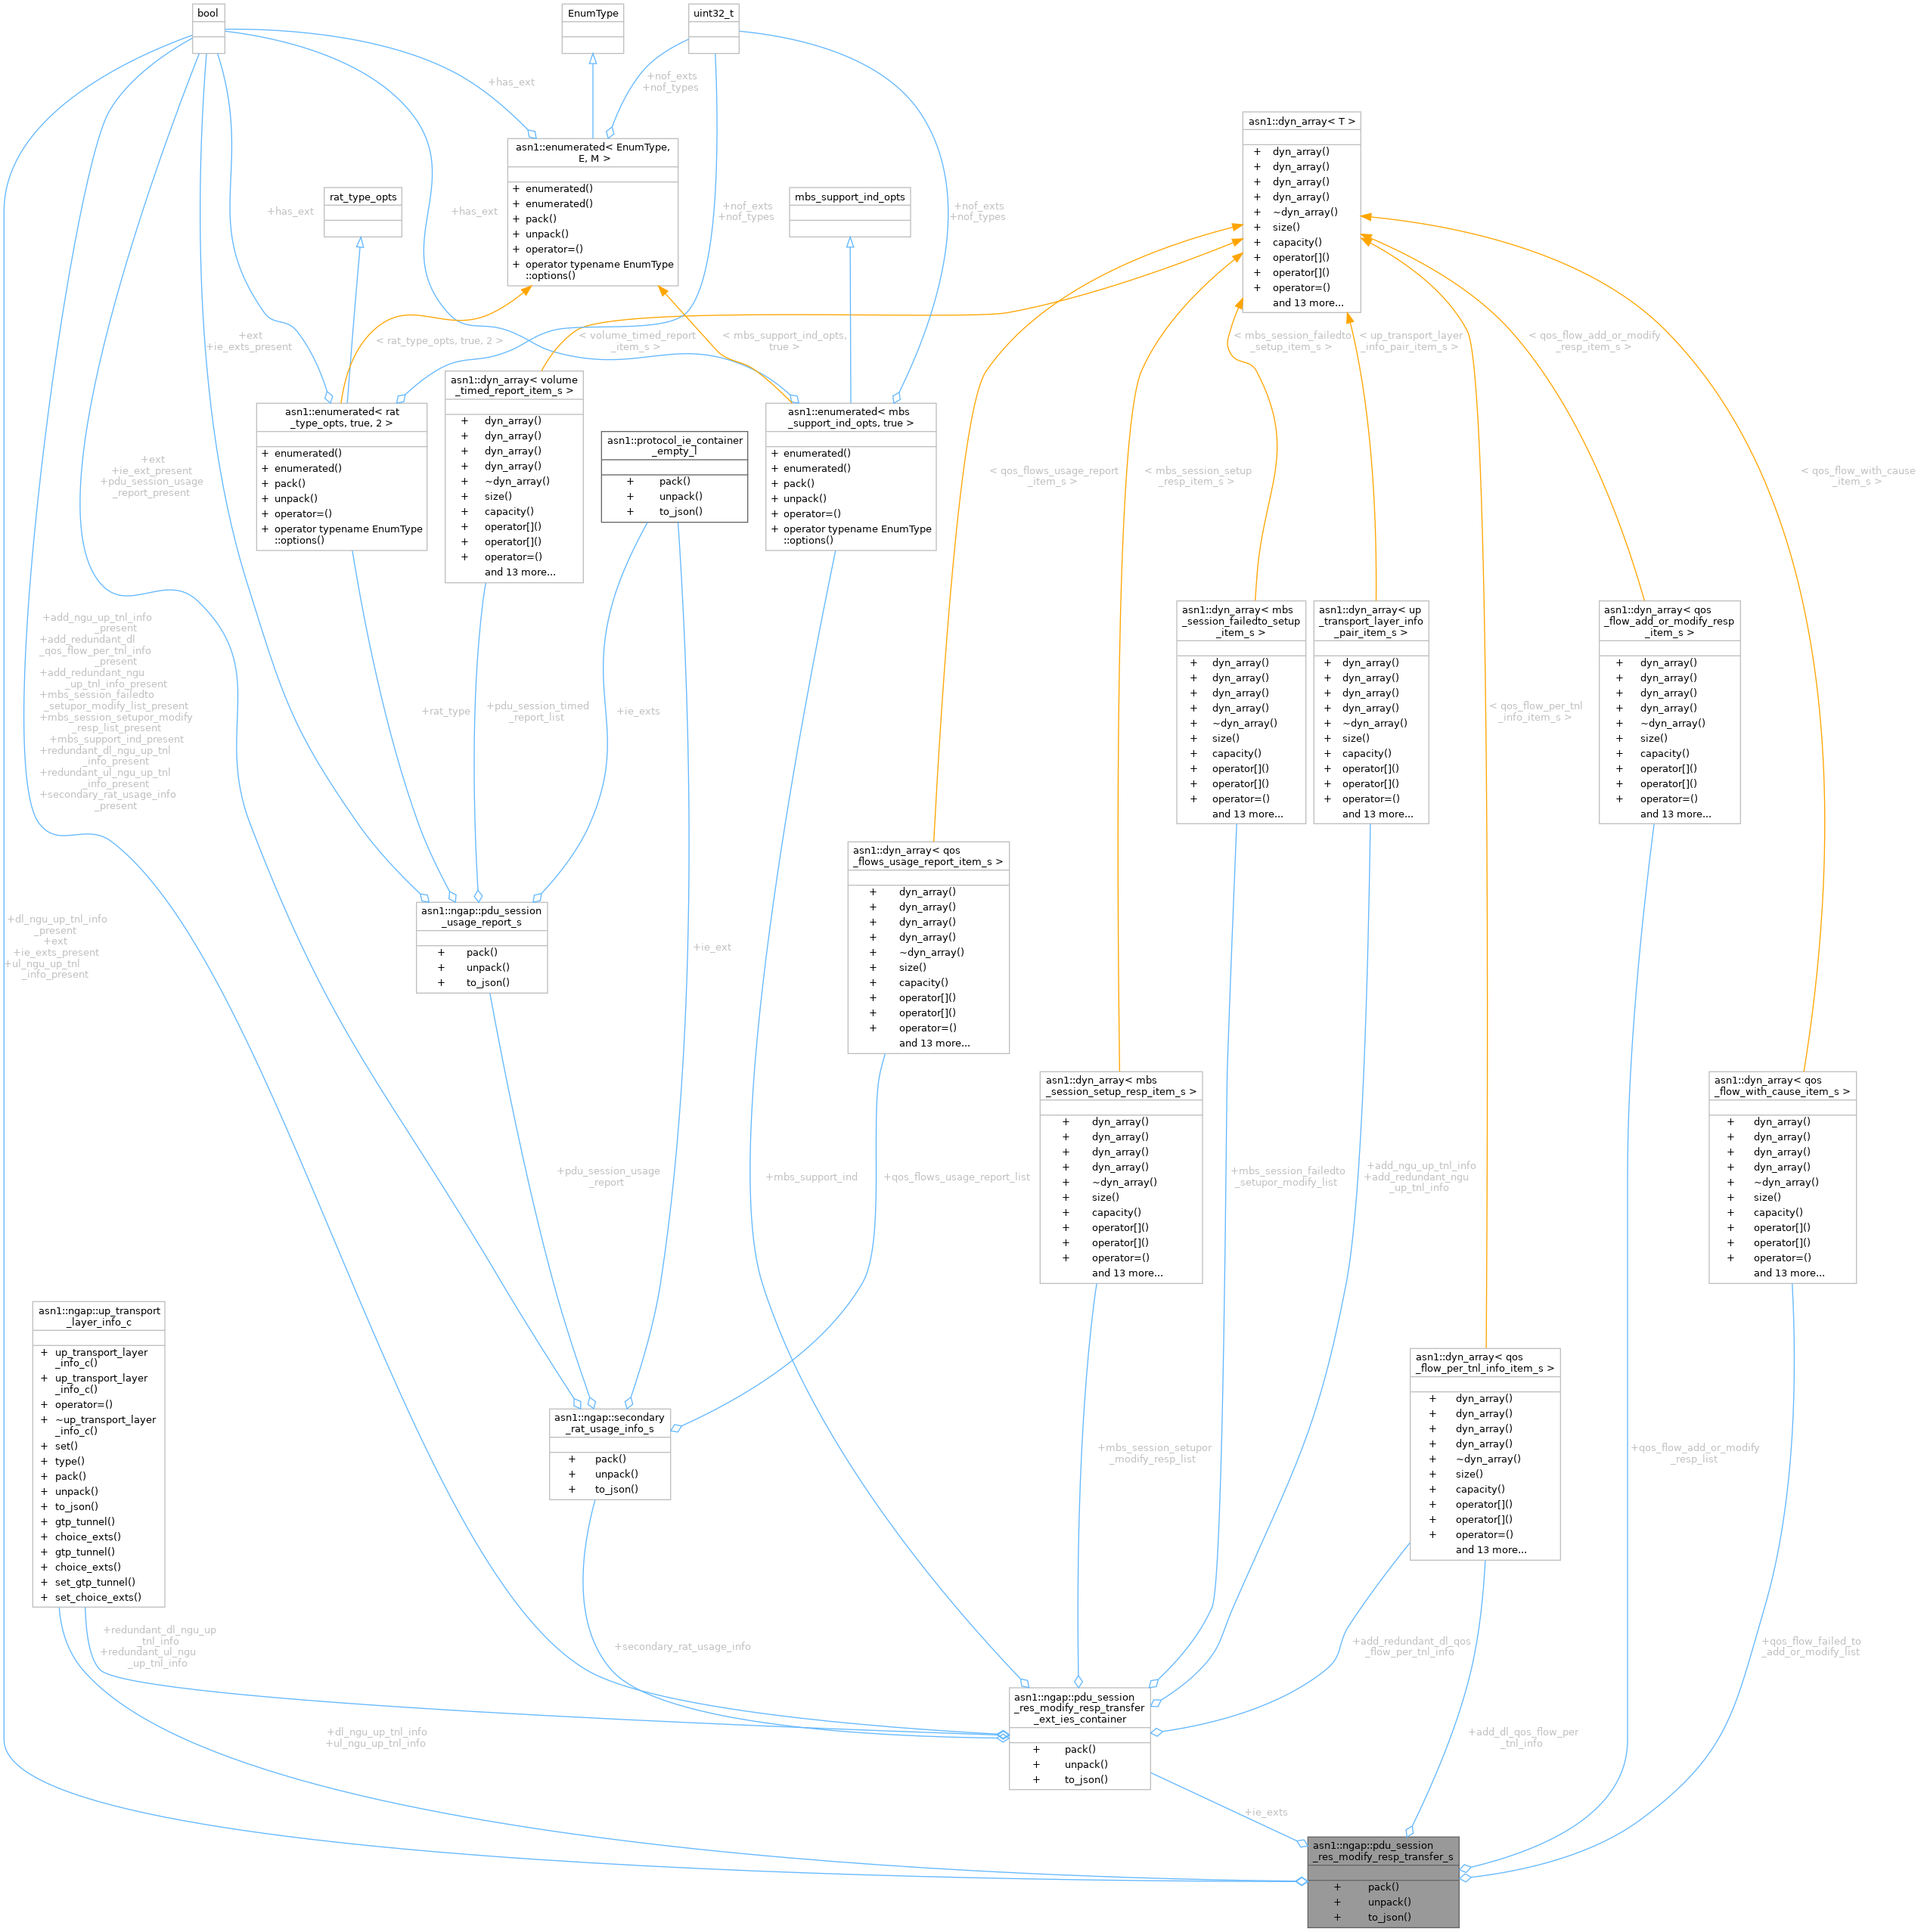 bool
EnumType
uint32_t
+has_ext
+nof_exts
+nof_types
asn1::dyn_array< T >
+ dyn_array()
+ dyn_array()
+ dyn_array()
+ dyn_array()
+ ~dyn_array()
+ size()
+ capacity()
+ operator[]()
+ operator[]()
+ operator=()
and 13 more...
asn1::enumerated< EnumType,
E, M >
+ enumerated()
+ enumerated()
+ pack()
+ unpack()
+ operator=()
+ operator typename EnumType
::options()
rat_type_opts
mbs_support_ind_opts
+has_ext
+has_ext
+nof_exts
+nof_types
+nof_exts
+nof_types
+ext
+ie_exts_present
< rat_type_opts, true, 2 >
< volume_timed_report
_item_s >
< mbs_support_ind_opts,
true >
< mbs_session_failedto
_setup_item_s >
< up_transport_layer
_info_pair_item_s >
< qos_flow_add_or_modify
_resp_item_s >
asn1::enumerated< rat
_type_opts, true, 2 >
+ enumerated()
+ enumerated()
+ pack()
+ unpack()
+ operator=()
+ operator typename EnumType
::options()
asn1::dyn_array< volume
_timed_report_item_s >
+ dyn_array()
+ dyn_array()
+ dyn_array()
+ dyn_array()
+ ~dyn_array()
+ size()
+ capacity()
+ operator[]()
+ operator[]()
+ operator=()
and 13 more...
asn1::protocol_ie_container
_empty_l
+ pack()
+ unpack()
+ to_json()
asn1::enumerated< mbs
_support_ind_opts, true >
+ enumerated()
+ enumerated()
+ pack()
+ unpack()
+ operator=()
+ operator typename EnumType
::options()
+ext
+ie_ext_present
+pdu_session_usage
_report_present
< qos_flows_usage_report
_item_s >
< mbs_session_setup
_resp_item_s >
< qos_flow_with_cause
_item_s >
asn1::dyn_array< mbs
_session_failedto_setup
_item_s >
+ dyn_array()
+ dyn_array()
+ dyn_array()
+ dyn_array()
+ ~dyn_array()
+ size()
+ capacity()
+ operator[]()
+ operator[]()
+ operator=()
and 13 more...
asn1::dyn_array< up
_transport_layer_info
_pair_item_s >
+ dyn_array()
+ dyn_array()
+ dyn_array()
+ dyn_array()
+ ~dyn_array()
+ size()
+ capacity()
+ operator[]()
+ operator[]()
+ operator=()
and 13 more...
asn1::dyn_array< qos
_flow_add_or_modify_resp
_item_s >
+ dyn_array()
+ dyn_array()
+ dyn_array()
+ dyn_array()
+ ~dyn_array()
+ size()
+ capacity()
+ operator[]()
+ operator[]()
+ operator=()
and 13 more...
+add_ngu_up_tnl_info
_present
+add_redundant_dl
_qos_flow_per_tnl_info
_present
+add_redundant_ngu
_up_tnl_info_present
+mbs_session_failedto
_setupor_modify_list_present
+mbs_session_setupor_modify
_resp_list_present
+mbs_support_ind_present
+redundant_dl_ngu_up_tnl
_info_present
+redundant_ul_ngu_up_tnl
_info_present
+secondary_rat_usage_info
_present
+rat_type
+pdu_session_timed
_report_list
+ie_exts
< qos_flow_per_tnl
_info_item_s >
asn1::dyn_array< qos
_flows_usage_report_item_s >
+ dyn_array()
+ dyn_array()
+ dyn_array()
+ dyn_array()
+ ~dyn_array()
+ size()
+ capacity()
+ operator[]()
+ operator[]()
+ operator=()
and 13 more...
+dl_ngu_up_tnl_info
_present
+ext
+ie_exts_present
+ul_ngu_up_tnl
_info_present
asn1::ngap::pdu_session
_usage_report_s
+ pack()
+ unpack()
+ to_json()
+ie_ext
asn1::dyn_array< mbs
_session_setup_resp_item_s >
+ dyn_array()
+ dyn_array()
+ dyn_array()
+ dyn_array()
+ ~dyn_array()
+ size()
+ capacity()
+ operator[]()
+ operator[]()
+ operator=()
and 13 more...
asn1::dyn_array< qos
_flow_with_cause_item_s >
+ dyn_array()
+ dyn_array()
+ dyn_array()
+ dyn_array()
+ ~dyn_array()
+ size()
+ capacity()
+ operator[]()
+ operator[]()
+ operator=()
and 13 more...
+pdu_session_usage
_report
+mbs_support_ind
+qos_flows_usage_report_list
+mbs_session_failedto
_setupor_modify_list
+add_ngu_up_tnl_info
+add_redundant_ngu
_up_tnl_info
asn1::ngap::up_transport
_layer_info_c
+ up_transport_layer
_info_c()
+ up_transport_layer
_info_c()
+ operator=()
+ ~up_transport_layer
_info_c()
+ set()
+ type()
+ pack()
+ unpack()
+ to_json()
+ gtp_tunnel()
+ choice_exts()
+ gtp_tunnel()
+ choice_exts()
+ set_gtp_tunnel()
+ set_choice_exts()
asn1::dyn_array< qos
_flow_per_tnl_info_item_s >
+ dyn_array()
+ dyn_array()
+ dyn_array()
+ dyn_array()
+ ~dyn_array()
+ size()
+ capacity()
+ operator[]()
+ operator[]()
+ operator=()
and 13 more...
asn1::ngap::secondary
_rat_usage_info_s
+ pack()
+ unpack()
+ to_json()
+mbs_session_setupor
_modify_resp_list
+qos_flow_add_or_modify
_resp_list
+redundant_dl_ngu_up
_tnl_info
+redundant_ul_ngu
_up_tnl_info
+secondary_rat_usage_info
+add_redundant_dl_qos
_flow_per_tnl_info
+qos_flow_failed_to
_add_or_modify_list
asn1::ngap::pdu_session
_res_modify_resp_transfer
_ext_ies_container
+ pack()
+ unpack()
+ to_json()
+dl_ngu_up_tnl_info
+ul_ngu_up_tnl_info
+add_dl_qos_flow_per
_tnl_info
+ie_exts
asn1::ngap::pdu_session
_res_modify_resp_transfer_s
+ pack()
+ unpack()
+ to_json()